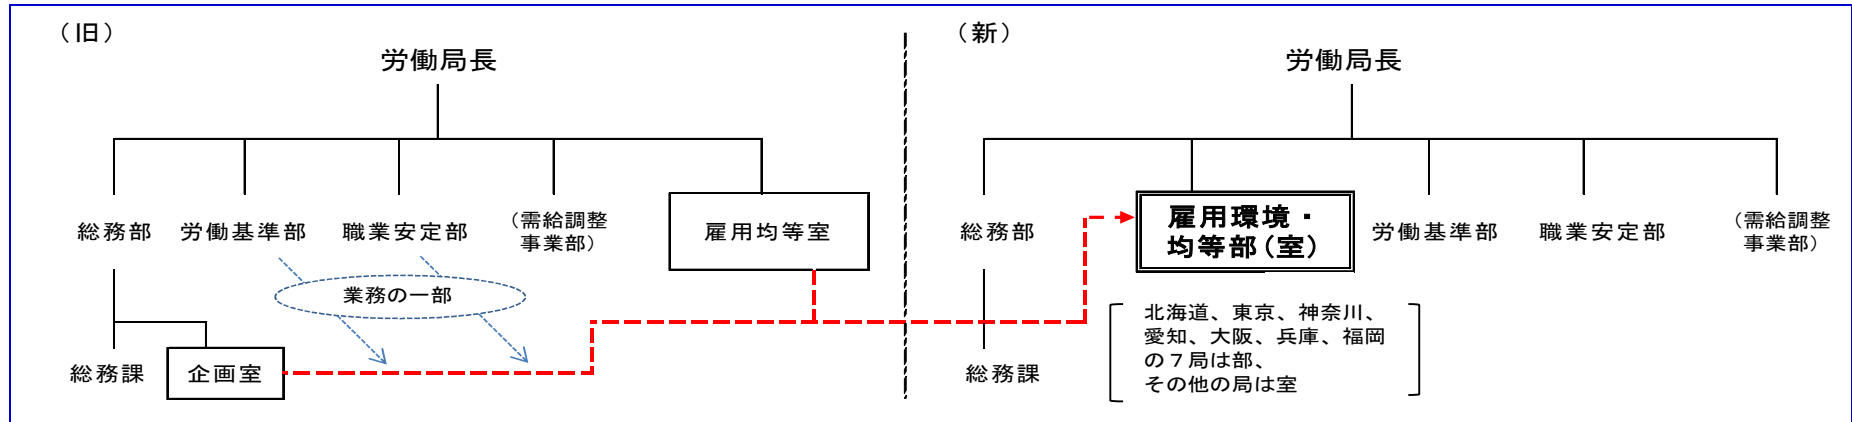 （旧）
労働局長
総務部
労働基準部
職業安定部
（需給調整
事業部）
雇用均等室
業務の一部
総務課
企画室
（新）
労働局長
総務部
雇用環境・
均等部（室）
労働基準部
職業安定部
（需給調整
事業部）
総務課
北海道、東京、神奈川、
愛知、大阪、兵庫、福岡
の７局は部、
その他の局は室